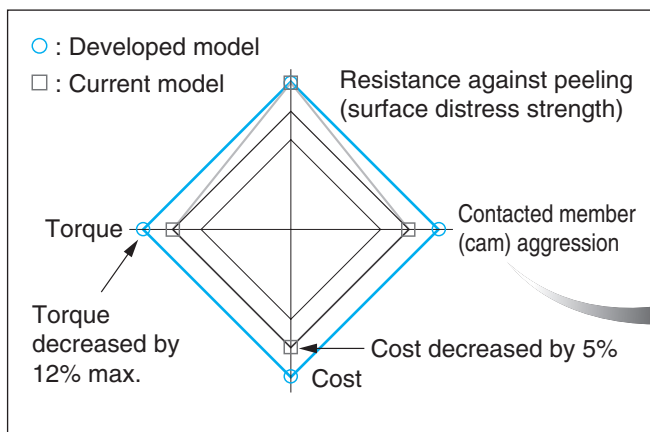 : Developed model
: Current model
Resistance against peeling
(surface distress strength)
Torque
Contacted member
(cam) aggression
Torque
decreased by
12% max.
Cost decreased by 5%
Cost